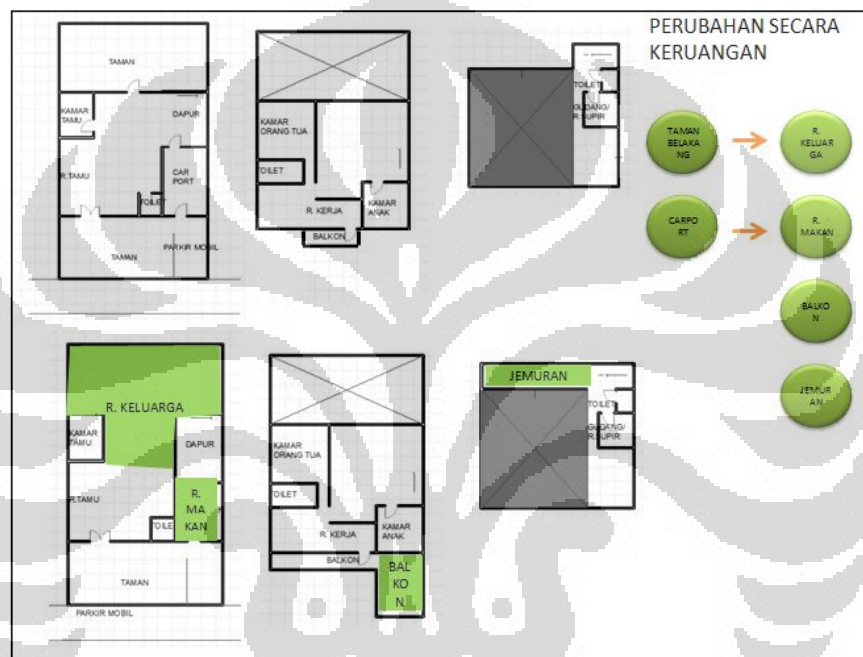 PERUBAHAN SECARA
KERUANGAN
TAMAN
KAMAR
TAMU
DAPUR
R.TAMU
CAR
PORT
TOILET
TAMAN
PARKIR MOBIL
KAMAR
ORANG TUA
TOILET
R. KERJA
KAMAR
ANAK
BALKON
TOILET
GUDANG/
R.SUPIR
TAMAN
BELAKA
NG
R.
KELUAR
GA
CARPO
RT
R.
MAKAN
BALKO
N
JEMUR
AN
R. KELUARGA
KAMAR
TAMU
DAPUR
R.TAMU
R.
MA
KAN
TOILE
TAMAN
PARKIR MOBIL
KAMAR
ORANG TUA
TOILET
R. KERJA
KAMAR
ANAK
BALKON
BAL
KO
N
JEMURAN
TOILET
GUDANG/
R.SUPIR